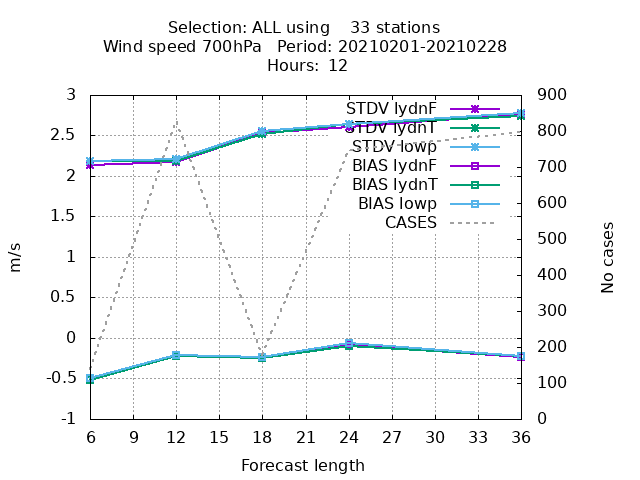 Selection: ALL using    33 stations
Wind speed 700hPa   Period: 20210201-20210228
Hours:  12
m/s
3
2.5
2
1.5
1
0.5
0
-0.5
-1
STDV lydnF
STDV lydnT
STDV lowp
BIAS lydnF
BIAS lydnT
BIAS lowp
CASES
900
800
700
600
500
400
300
200
100
0
No cases
6 9 12 15 18 21 24 27 30 33 36
Forecast length